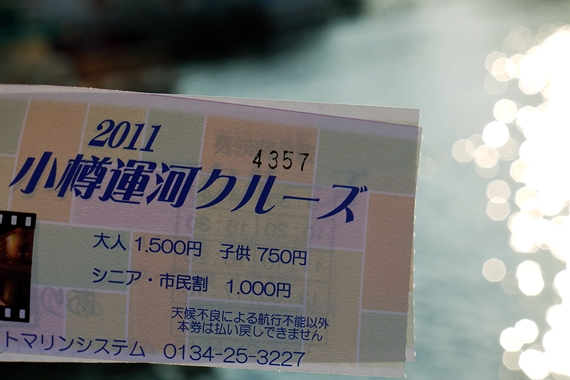 2011
4357
小樽運河クルーズ
大人 1.500円 子供 750円
シニア・市民割 1.000円
天候不良による航行不能以外
本券は払い戻しできません
トマリンシステム 0134-25-3227